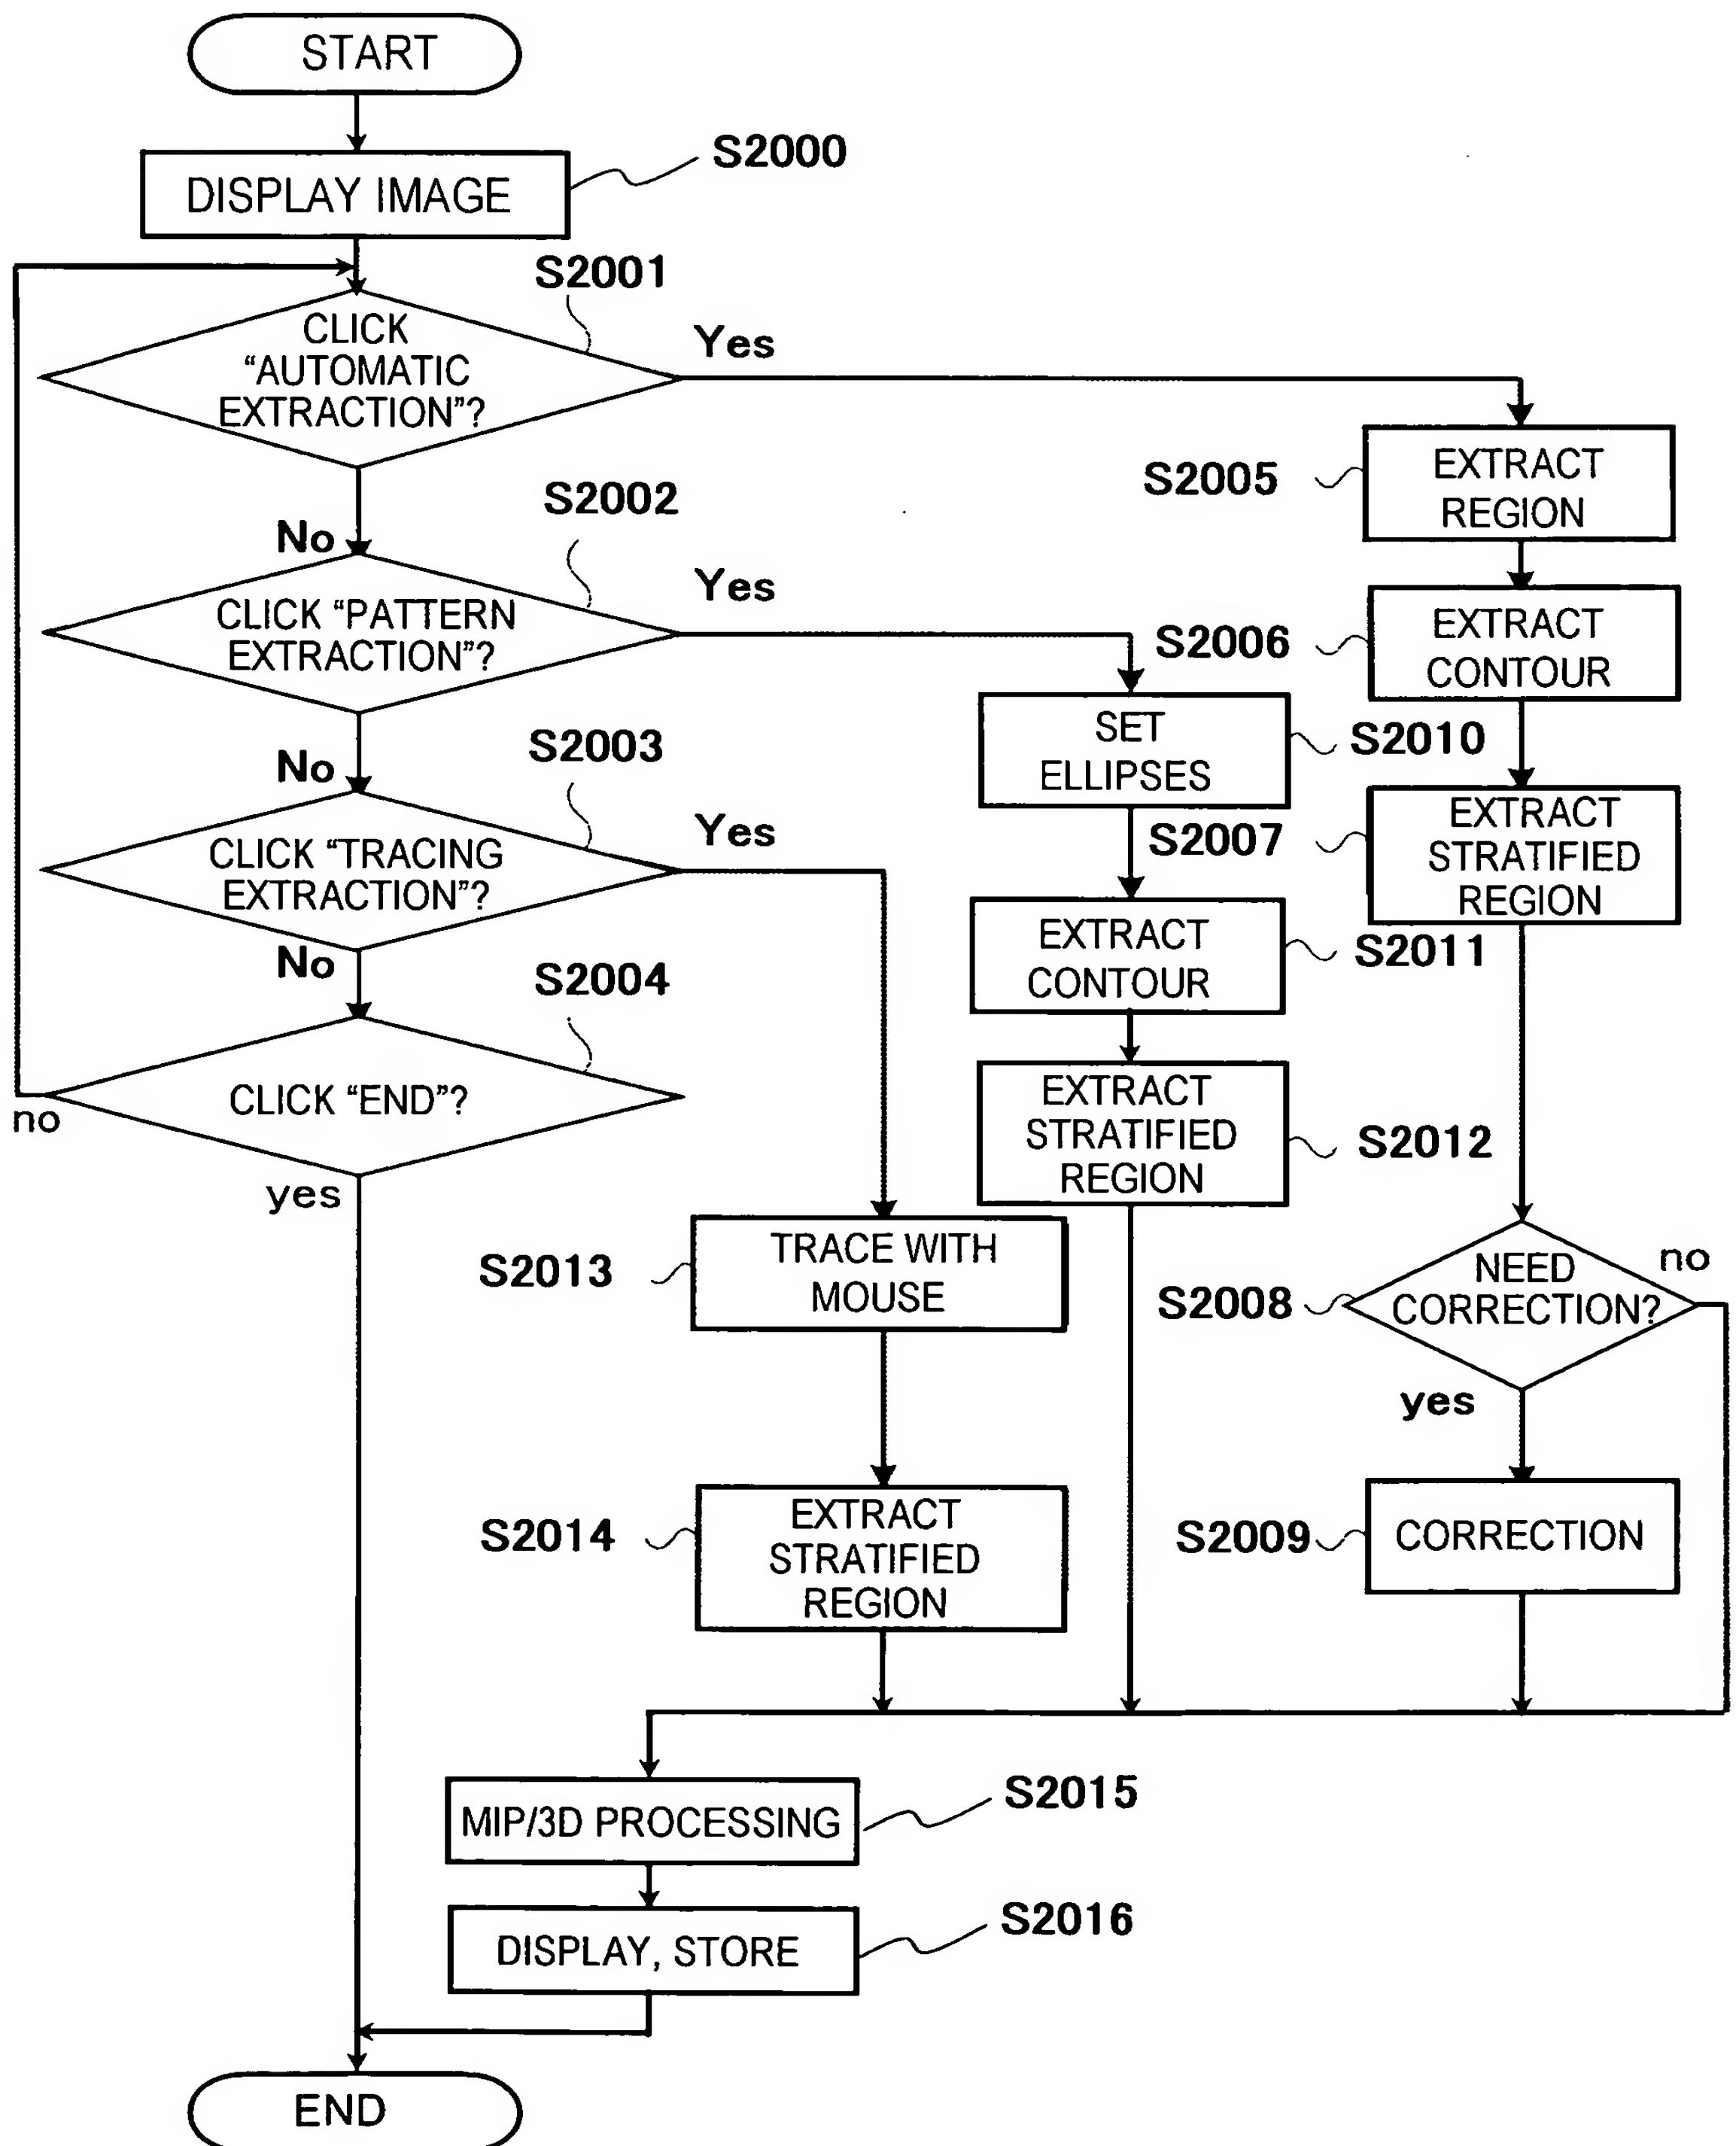 START
DISPLAY IMAGE
S2000
S2001
CLICK
“AUTOMATIC
EXTRACTION”?
Yes
No
S2002
CLICK “PATTERN
EXTRACTION”?
Yes
No
S2003
CLICK “TRACING
EXTRACTION”?
Yes
No
S2004
CLICK “END”?
no
yes
S2005
EXTRACT
REGION
S2006
EXTRACT
CONTOUR
S2007
EXTRACT
STRATIFIED
REGION
S2008
NEED
CORRECTION?
no
yes
S2009
CORRECTION
SET
ELLIPSES
S2010
EXTRACT
CONTOUR
S2011
EXTRACT
STRATIFIED
REGION
S2012
S2013
TRACE WITH
MOUSE
S2014
EXTRACT
STRATIFIED
REGION
MIP/3D PROCESSING
S2015
DISPLAY, STORE
S2016
END